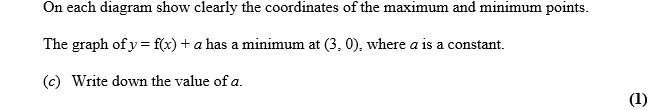 On each diagram show clearly the coordinates of the maximum and minimum points.
The graph of y = f(x) + a has a minimum at (3, 0), where a is a constant.
(c) Write down the value of a.
(1)